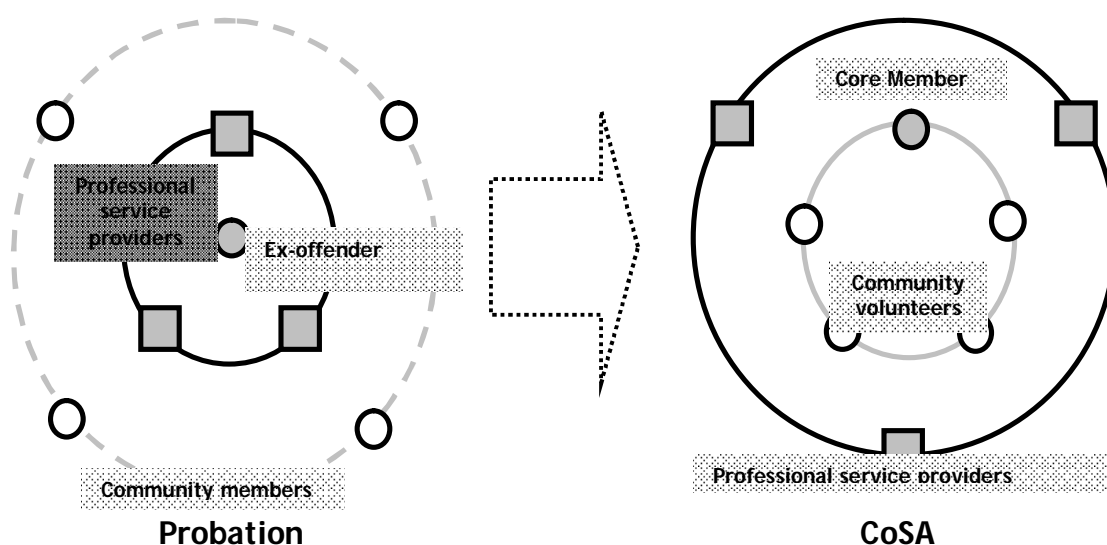 Professional
service
providers
Ex-offender
Community members
Probation
Core Member
Community
volunteers
Professional service providers
CoSA